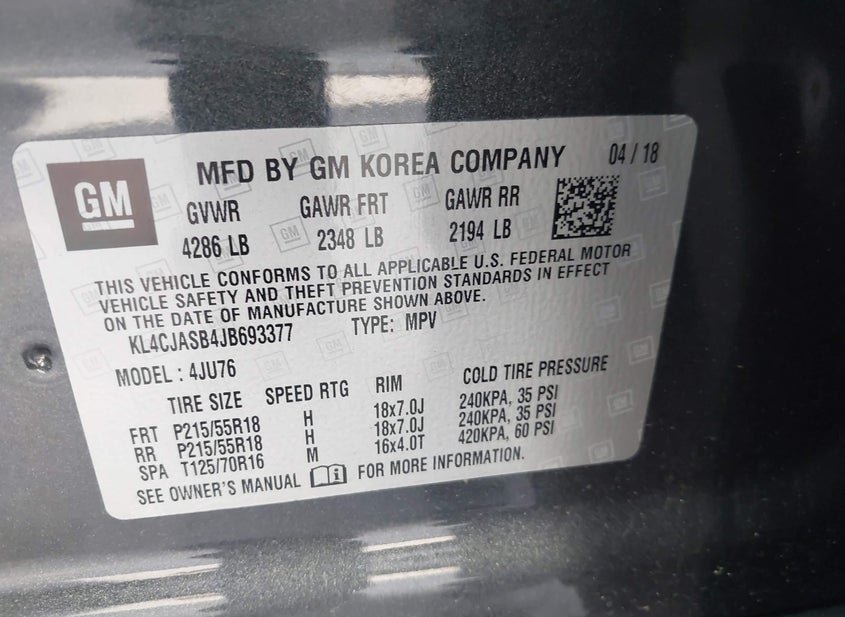 GM
MFD BY GM KOREA COMPANY 04 / 18
GVWR GAWR FRT GAWR RR
4286 LB 2348 LB 2194 LB
THIS VEHICLE CONFORMS TO ALL APPLICABLE U.S. FEDERAL MOTOR
VEHICLE SAFETY AND THEFT PREVENTION STANDARDS IN EFFECT
ON THE DATE OF MANUFACTURE SHOWN ABOVE.
KL4CJASB4JB693377 TYPE: MPV
MODEL : 4JU76
TIRE SIZE SPEED RTG RIM COLD TIRE PRESSURE
FRT P215/55R18 H 18x7.0J 240KPA, 35 PSI
RR P215/55R18 H 18x7.0J 240KPA, 35 PSI
SPA T125/70R16 M 16x4.0T 420KPA, 60 PSI
SEE OWNER'S MANUAL FOR MORE INFORMATION.